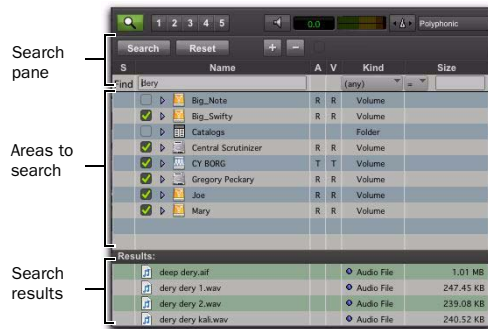 1 2 3 4 5 0.0 Polyphonic
Search pane
Search Reset + −
S Name A V Kind Size
Find dery (any) =
Areas to search
Big_Note R R Volume
Big_Swifty R R Volume
Catalogs Folder
Central Scrutinizer R R Volume
CY BORG T T Volume
Gregory Peckary R R Volume
Joe R R Volume
Mary R R Volume
Search results
Results:
deep dery.aif Audio File 1.01 MB
dery dery 1.wav Audio File 247.45 KB
dery dery 2.wav Audio File 239.08 KB
dery dery kali.wav Audio File 240.52 KB